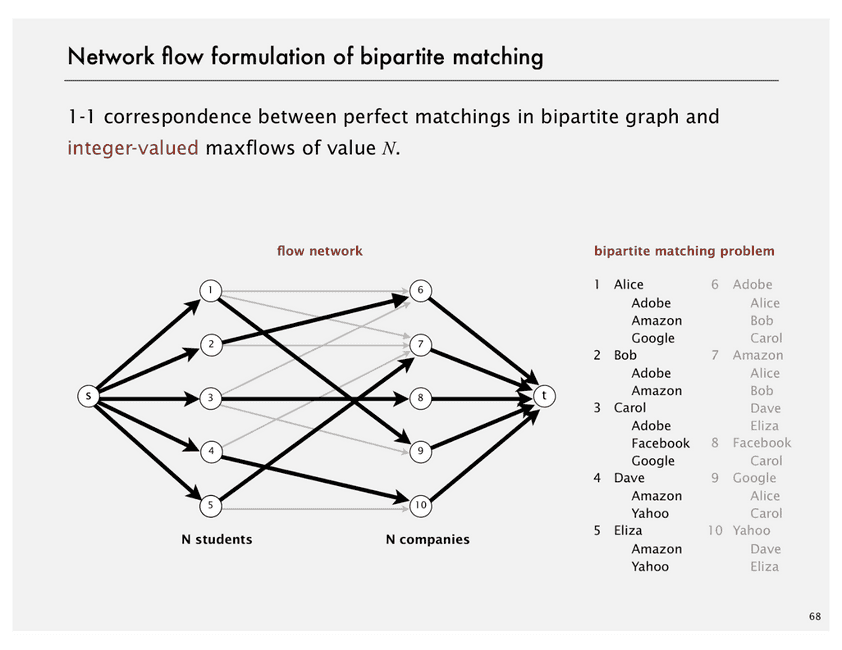 Network flow formulation of bipartite matching
1-1 correspondence between perfect matchings in bipartite graph and
integer-valued maxflows of value N.
flow network
1
6
2
7
s
3
8
t
4
9
5
10
N students
N companies
bipartite matching problem
1 Alice
Adobe
Amazon
Google
2 Bob
Adobe
Amazon
3 Carol
Adobe
Facebook
Google
4 Dave
Amazon
Yahoo
5 Eliza
Amazon
Yahoo
6 Adobe
Alice
Bob
Carol
7 Amazon
Alice
Bob
Dave
Eliza
8 Facebook
Carol
9 Google
Alice
Carol
10 Yahoo
Dave
Eliza
68